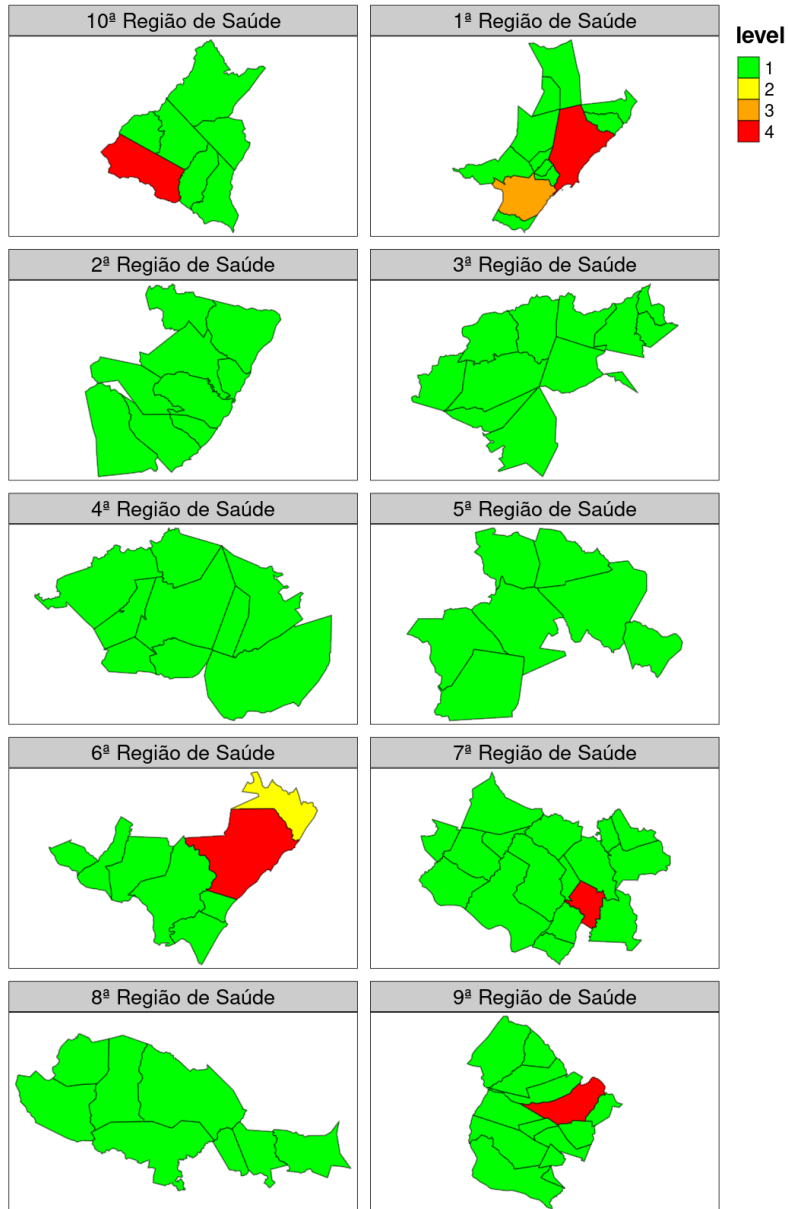 10ª Região de Saúde
1ª Região de Saúde
level
1
2
3
4
2ª Região de Saúde
3ª Região de Saúde
4ª Região de Saúde
5ª Região de Saúde
6ª Região de Saúde
7ª Região de Saúde
8ª Região de Saúde
9ª Região de Saúde